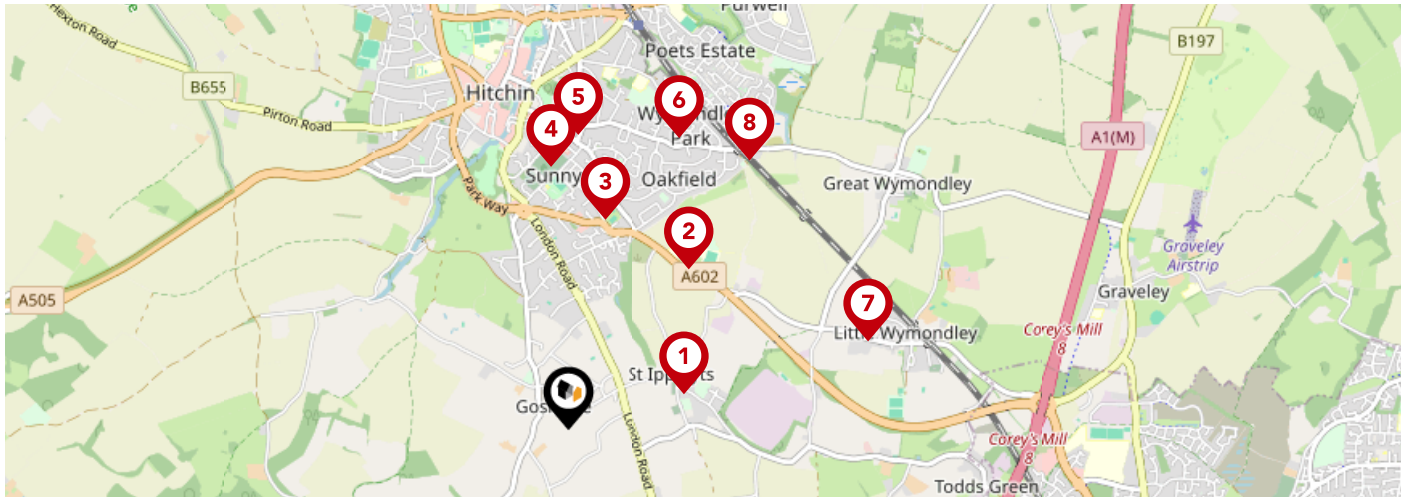 Purwell
Hexton Road
Poets Estate
B197
B655
Hitchin
5
6
Pirton Road
4
8
Park
A1(M)
3
Sunny
Oakfield
Great Wymondley
Park Way
2
London Road
Graveley
Airstrip
A602
A505
7
Graveley
Little Wymondley
Corey's Mill
8
1
St Ippolyts
London Road
Corey's Mill
8
Todds Green